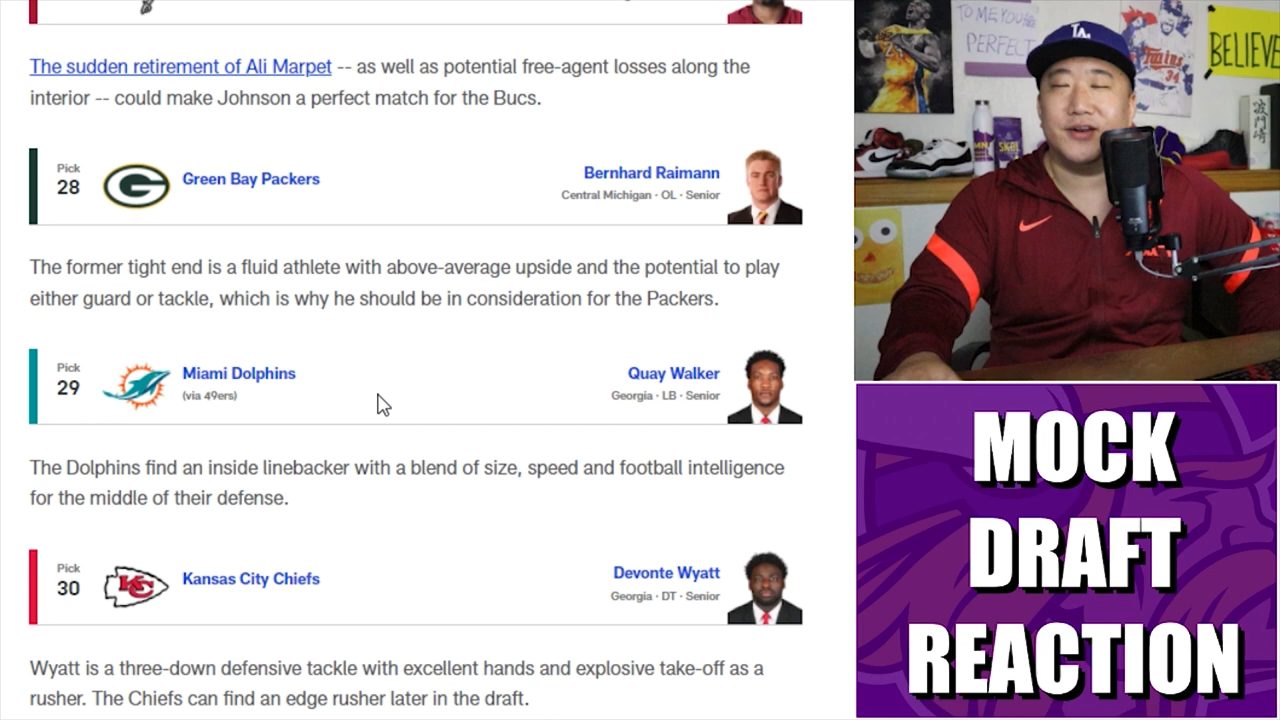 The sudden retirement of Ali Marpet -- as well as potential free-agent losses along the
interior -- could make Johnson a perfect match for the Bucs.
Pick
28
Green Bay Packers
Bernhard Raimann
Central Michigan · OL · Senior
The former tight end is a fluid athlete with above-average upside and the potential to play
either guard or tackle, which is why he should be in consideration for the Packers.
Pick
29
Miami Dolphins
(via 49ers)
Quay Walker
Georgia · LB · Senior
The Dolphins find an inside linebacker with a blend of size, speed and football intelligence
for the middle of their defense.
Pick
30
KC
Kansas City Chiefs
Devonte Wyatt
Georgia · DT · Senior
Wyatt is a three-down defensive tackle with excellent hands and explosive take-off as a
rusher. The Chiefs can find an edge rusher later in the draft.
TO ME YOU
PERFECT
LA
Twins
34
BELIEVE
SKOL
MOCK
DRAFT
REACTION